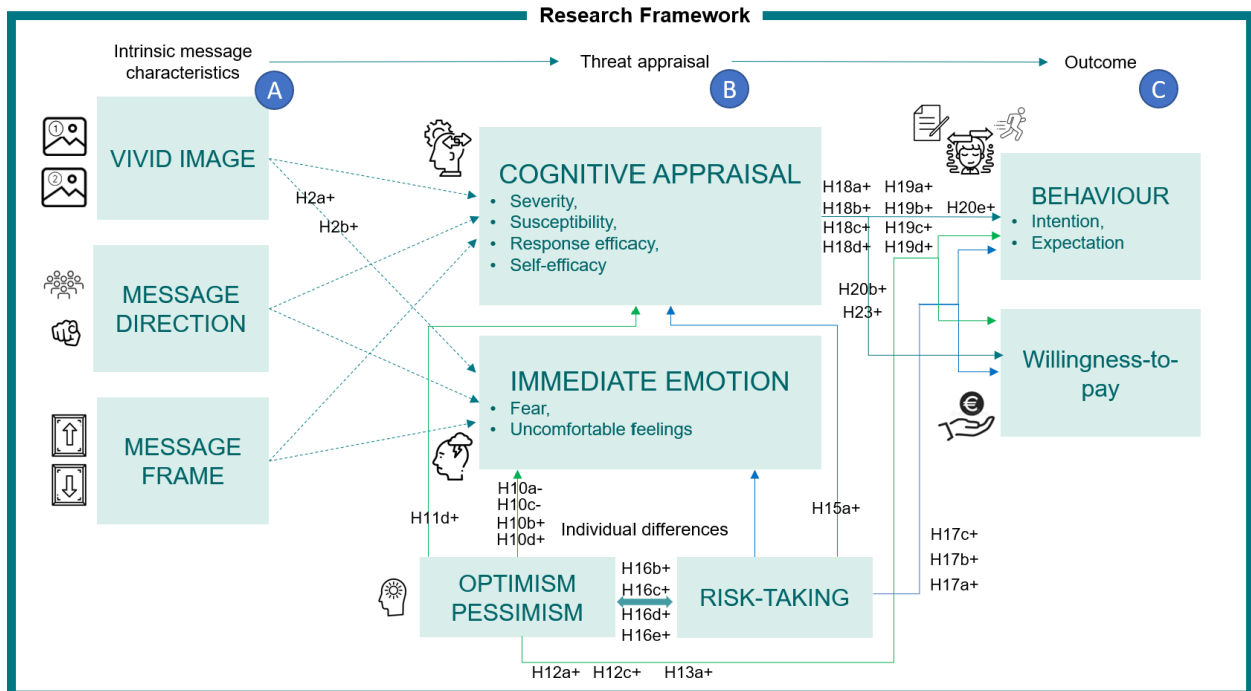 Research Framework
Intrinsic message
characteristics
Threat appraisal
Outcome
A
B
C
1
2
VIVID IMAGE
H2a+
H2b+
MESSAGE
DIRECTION
MESSAGE
FRAME
COGNITIVE APPRAISAL
• Severity,
• Susceptibility,
• Response efficacy,
• Self-efficacy
IMMEDIATE EMOTION
• Fear,
• Uncomfortable feelings
H18a+ H19a+
H18b+ H19b+ H20e+
H18c+ H19c+
H18d+ H19d+
H20b+
H23+
BEHAVIOUR
• Intention,
• Expectation
Willingness-to-
pay
€
H11d+
H10a-
H10c-
H10b+
H10d+
Individual differences
H15a+
OPTIMISM
PESSIMISM
H16b+
H16c+
H16d+
H16e+
RISK-TAKING
H17c+
H17b+
H17a+
H12a+ H12c+ H13a+